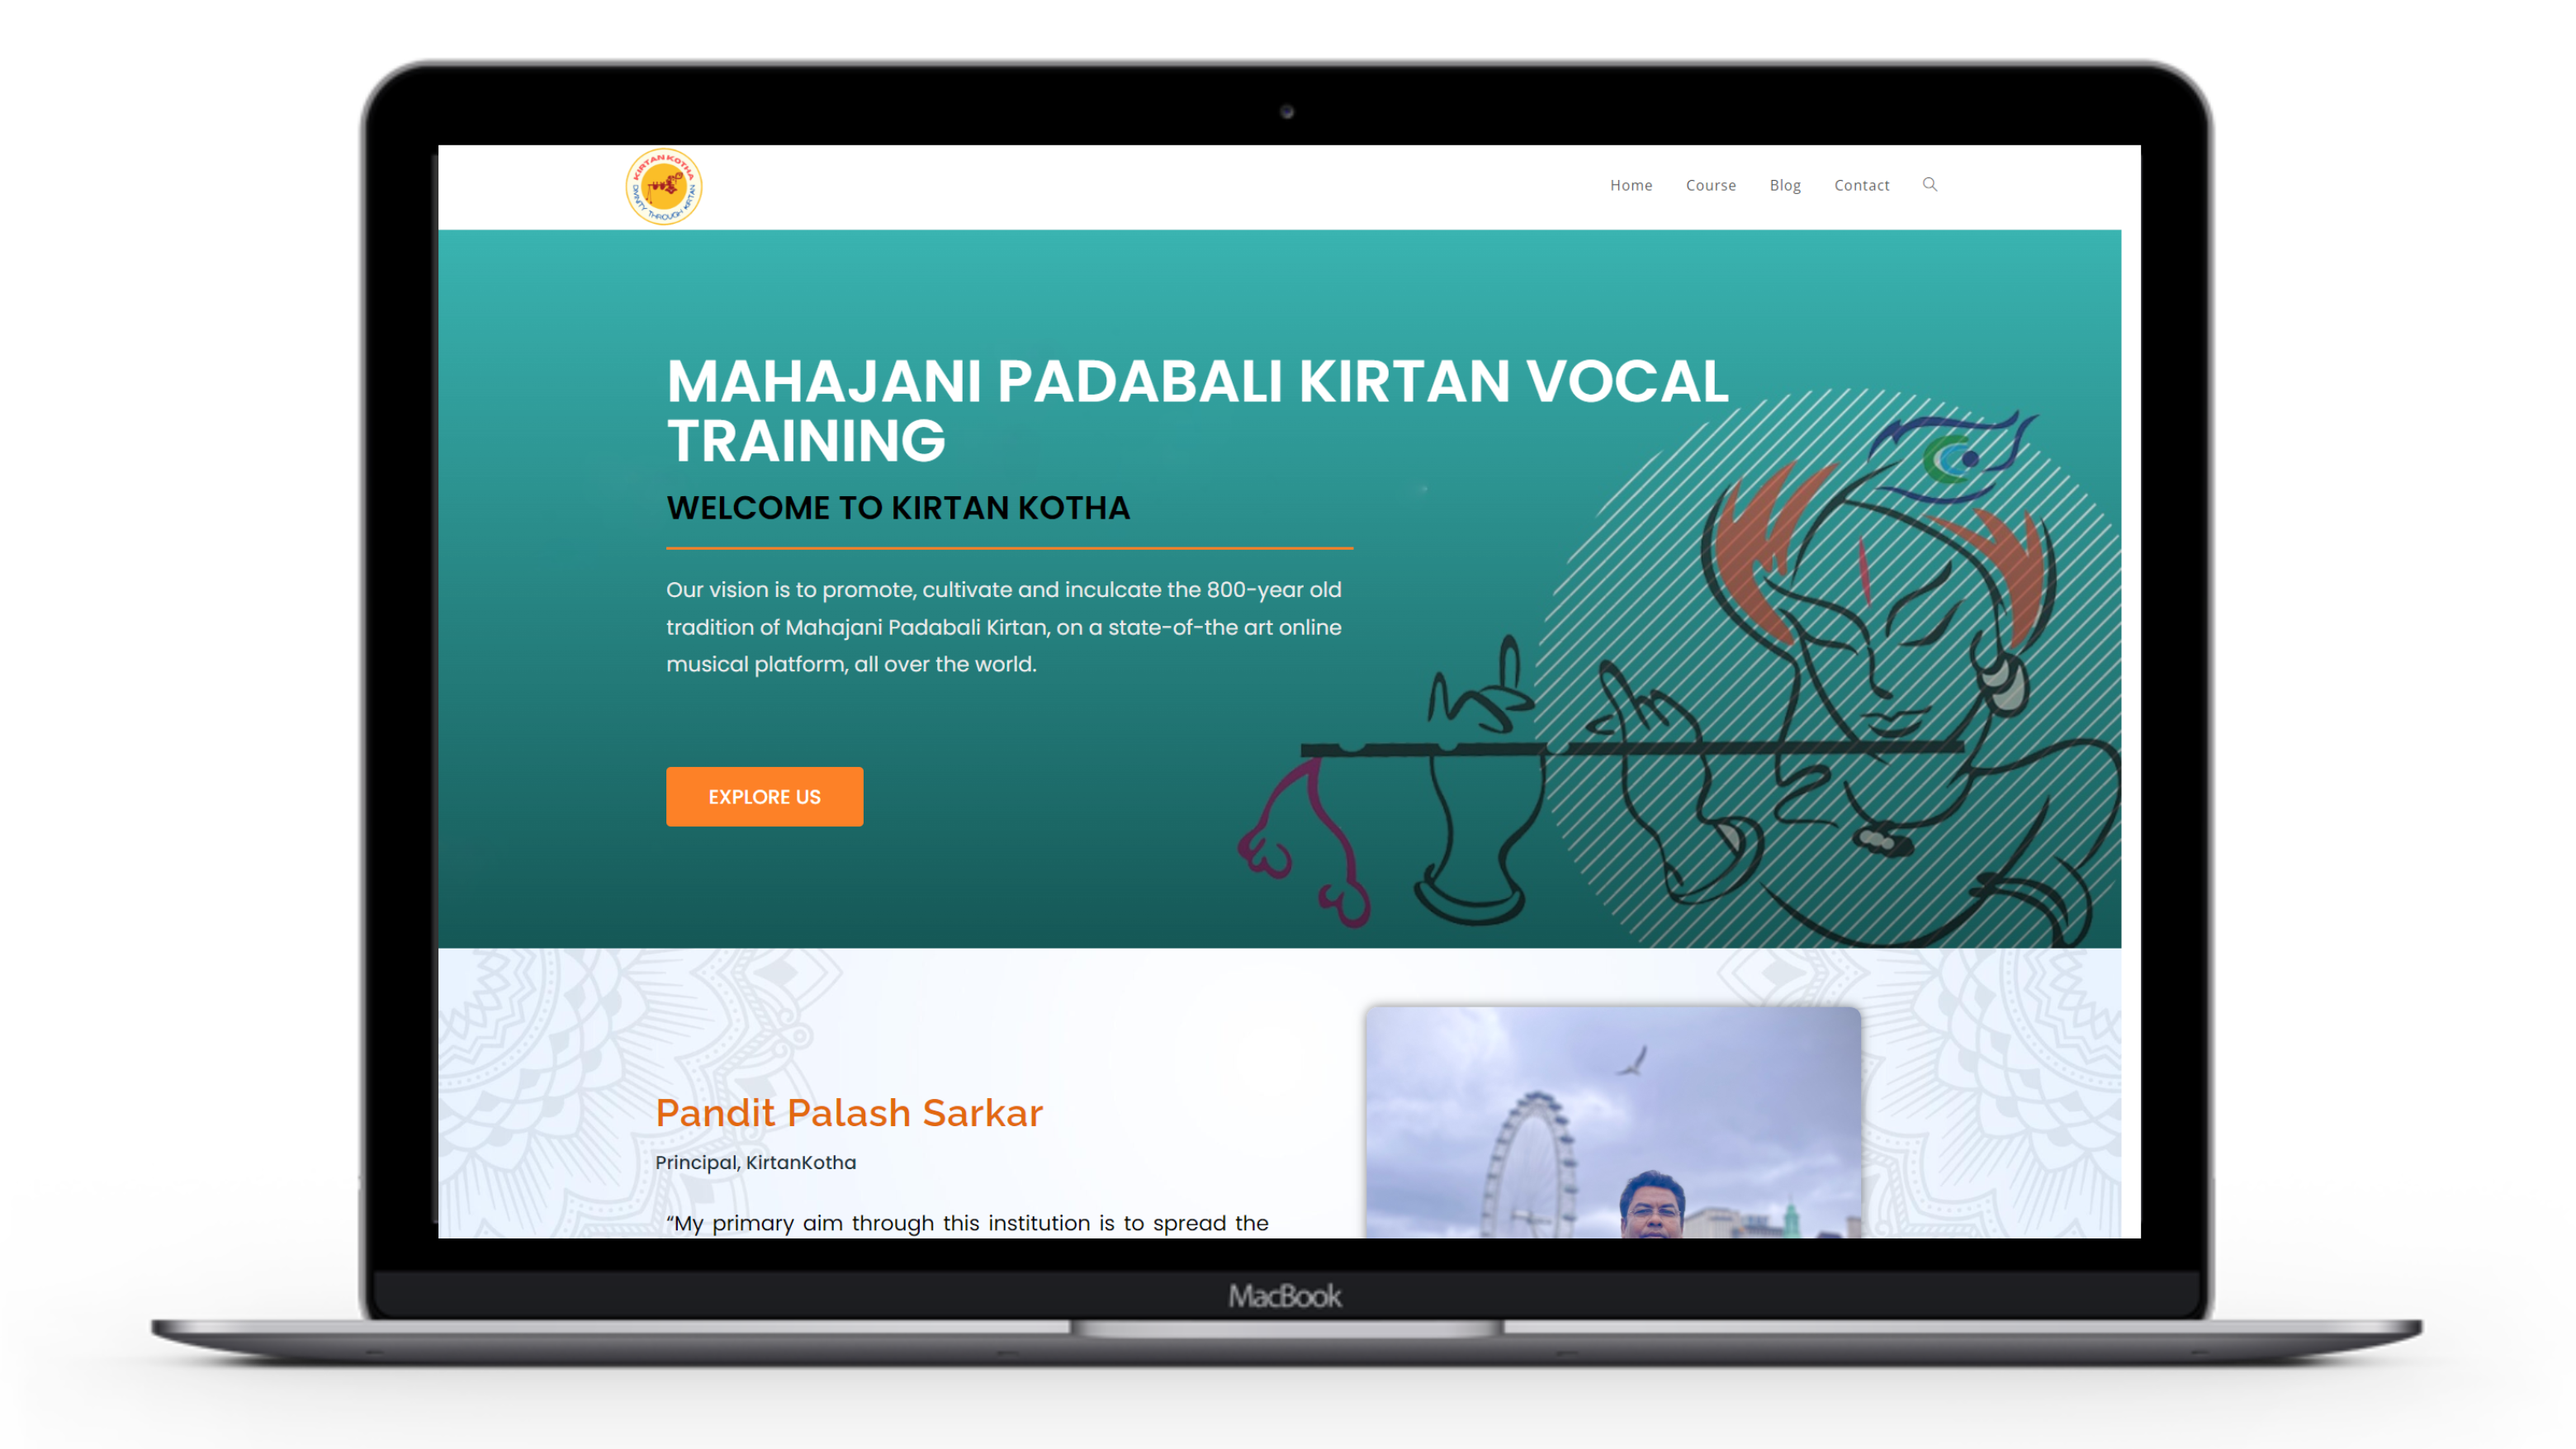 KIRTAN KOTHA
DIVINITY THROUGH KIRTAN
Home Course Blog Contact
MAHAJANI PADABALI KIRTAN VOCAL
TRAINING
WELCOME TO KIRTAN KOTHA
Our vision is to promote, cultivate and inculcate the 800-year old
tradition of Mahajani Padabali Kirtan, on a state-of-the art online
musical platform, all over the world.
EXPLORE US
Pandit Palash Sarkar
Principal, KirtanKotha
“My primary aim through this institution is to spread the
MacBook